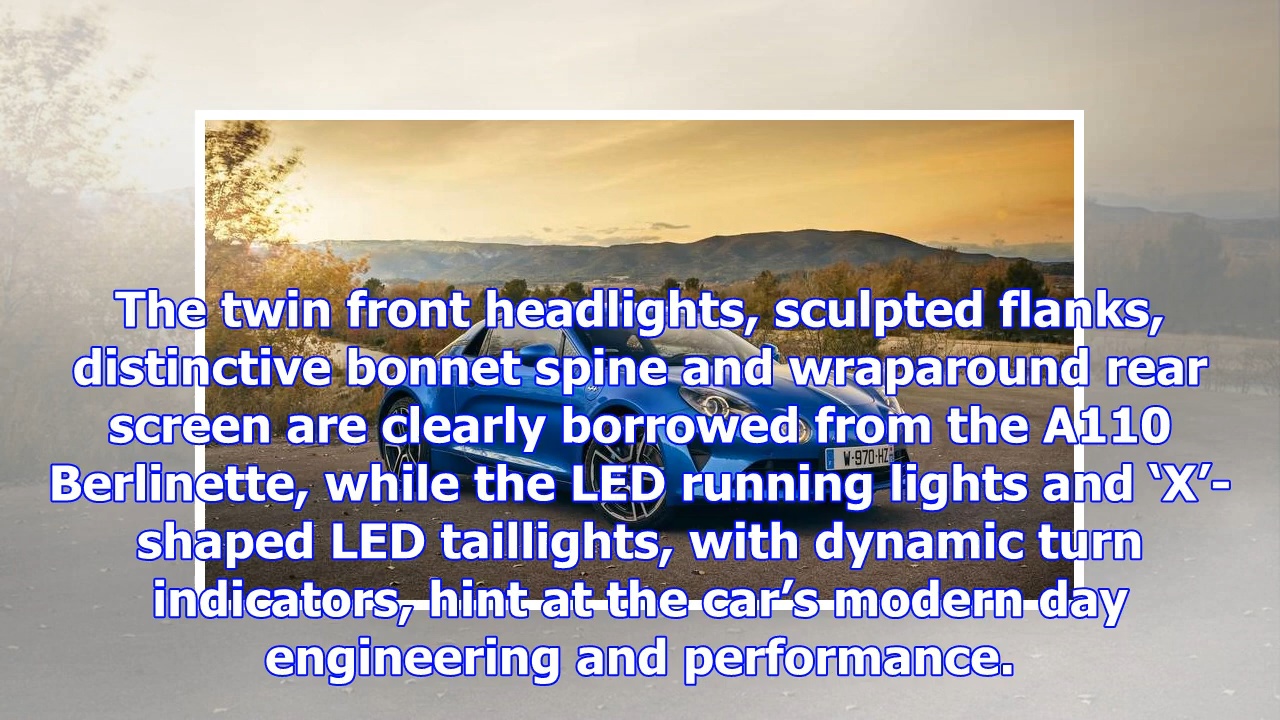 The twin front headlights, sculpted flanks,
distinctive bonnet spine and wraparound rear
screen are clearly borrowed from the A110
Berlinette, while the LED running lights and ‘X’-
shaped LED taillights, with dynamic turn
indicators, hint at the car’s modern day
engineering and performance.
W-970-HZ